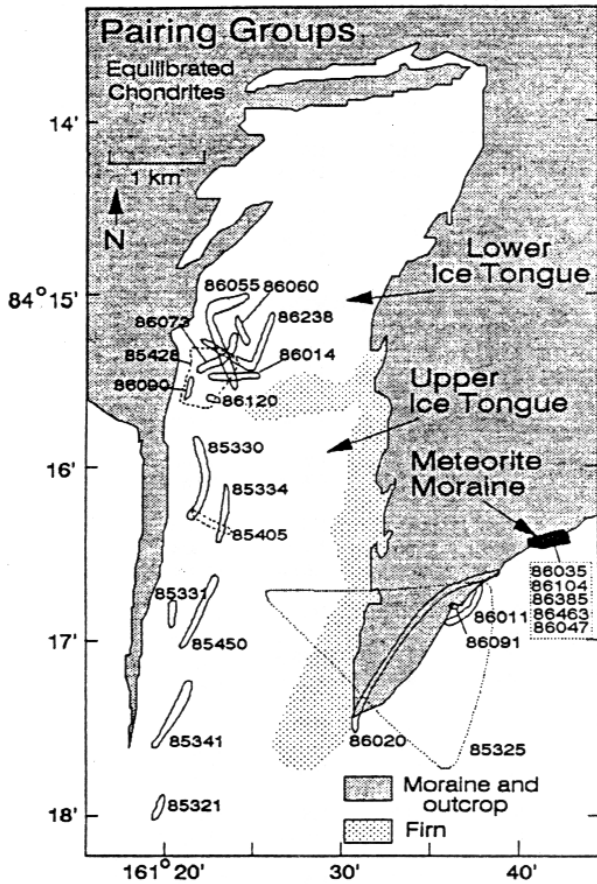 Pairing Groups
Equilibrated
Chondrites
14'
1 km
N
Lower
Ice Tongue
84°15'
86055
86060
86073
86238
85428
86014
86090
86120
Upper
Ice Tongue
85330
16'
Meteorite
Moraine
85334
85405
88035
86104
86385
86463
86047
85331
86011
17'
86091
85450
85341
86020
85325
Moraine and
outcrop
85321
18'
Firn
161°20'
30'
40'